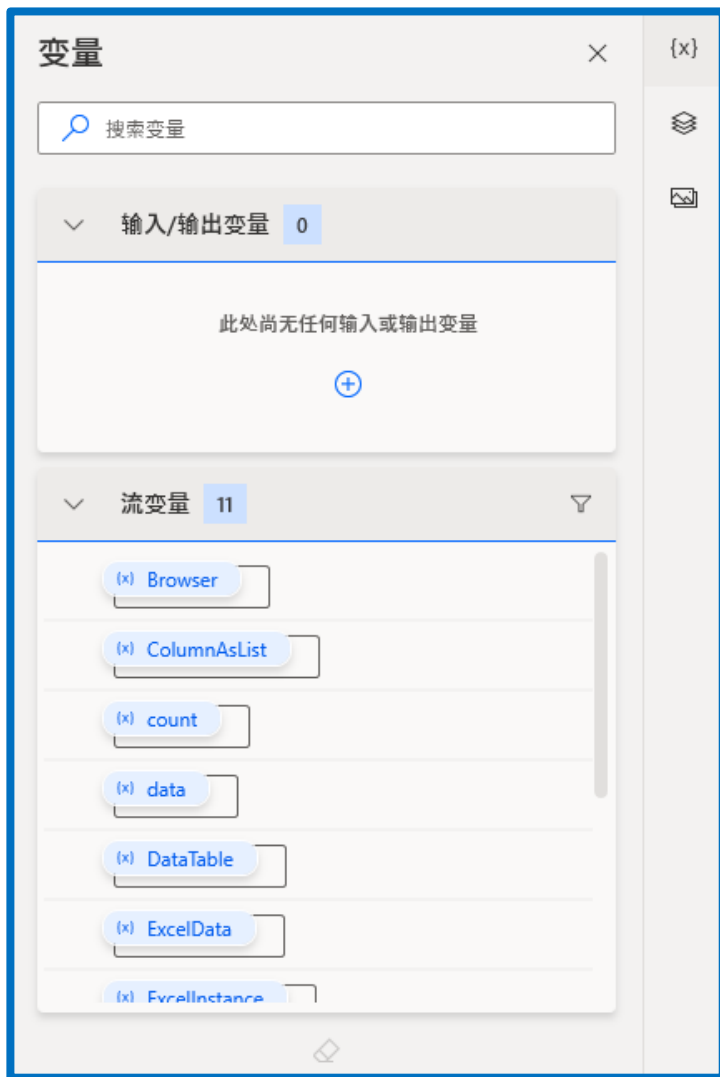 变量
{x}
搜索变量
输入/输出变量 0
此处尚无任何输入或输出变量
流变量 11
(x) Browser
(x) ColumnAsList
(x) count
(x) data
(x) DataTable
(x) ExcelData
(x) ExcelInstance